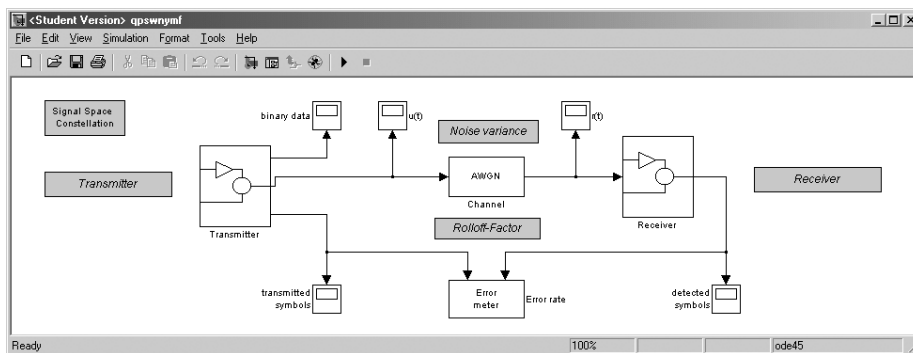 <Student Version> qpswnymf
File Edit View Simulation Format Tools Help
Signal Space
Constellation
binary data
u(t)
Noise variance
r(t)
Transmitter
AWGN
Receiver
Channel
Transmitter
Rolloff-Factor
Receiver
transmitted
symbols
Error
meter
Error rate
detected
symbols
Ready
100%
ode45